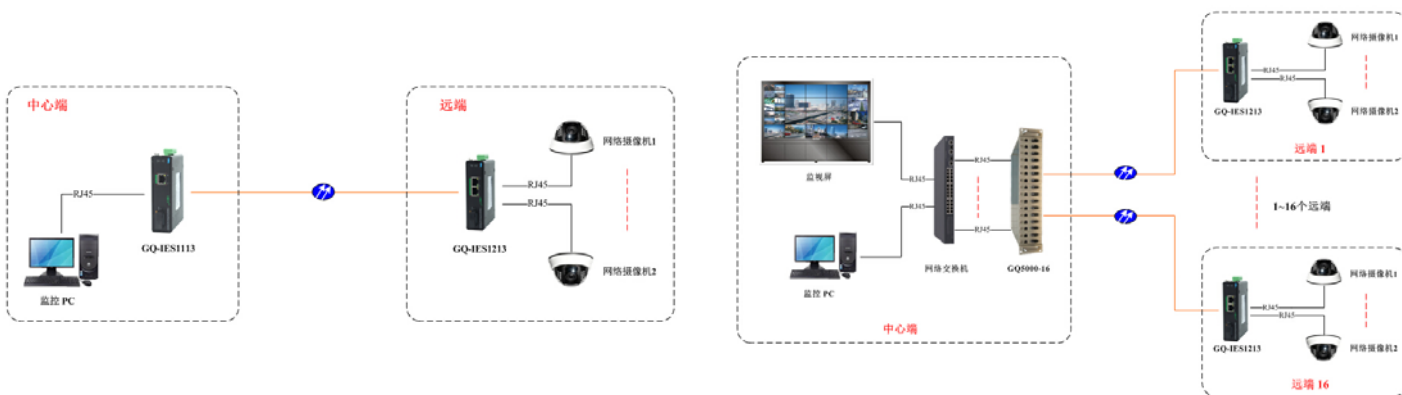 中心端
RJ45
GQ-IES1113
监控 PC
远端
网络摄像机1
RJ45
RJ45
GQ-IES1213
网络摄像机2
监视屏
RJ45
RJ45
RJ45
RJ45
监控 PC
网络交换机
GQ5000-16
中心端
网络摄像机1
RJ45
RJ45
GQ-IES1213
网络摄像机2
远端 1
1~16个远端
网络摄像机1
RJ45
RJ45
GQ-IES1213
网络摄像机2
远端 16